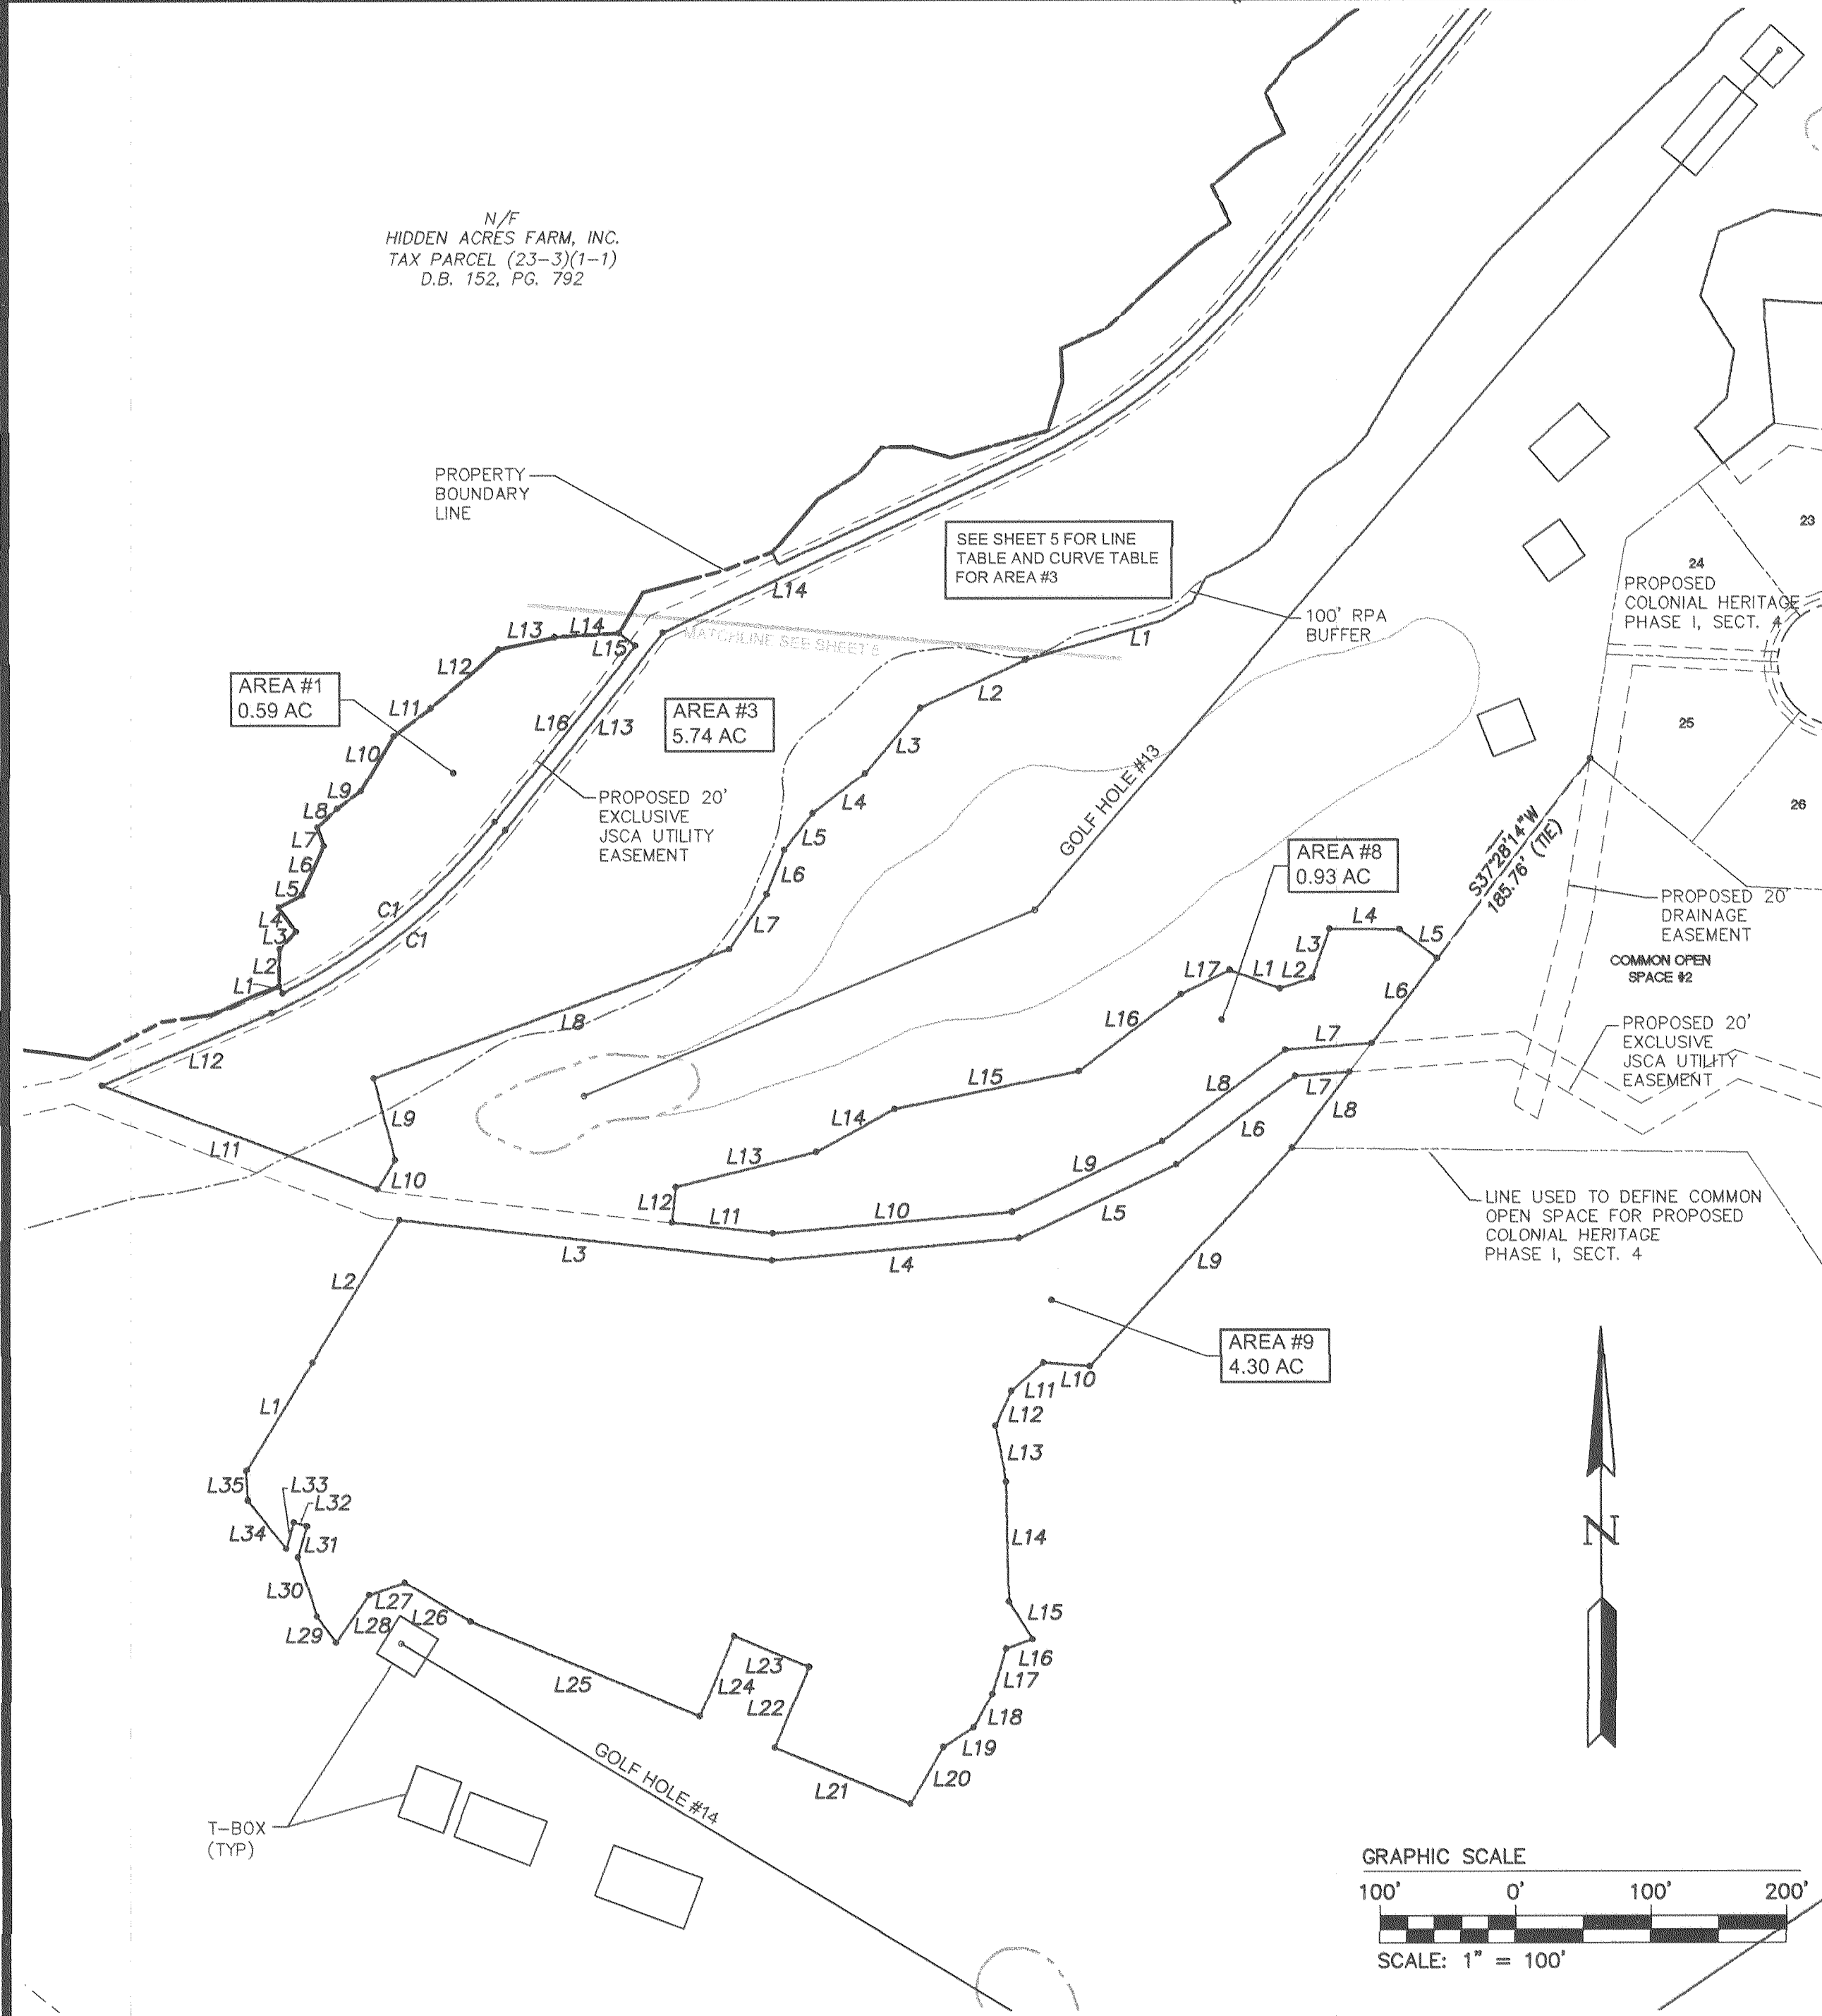 N/F
HIDDEN ACRES FARM, INC.
TAX PARCEL (23-3)(1-1)
D.B. 152, PG. 792
PROPERTY
BOUNDARY
LINE
SEE SHEET 5 FOR LINE
TABLE AND CURVE TABLE
FOR AREA #3
L14
100' RPA
BUFFER
23
24
PROPOSED
COLONIAL HERITAGE
PHASE I, SECT. 4
MATCHLINE SEE SHEET 5
L1
L13
L14
L15
L12
L2
AREA #1
0.59 AC
AREA #3
5.74 AC
L11
L16
L13
L3
25
L10
GOLF HOLE #13
L9
L8
PROPOSED 20'
EXCLUSIVE
JSCA UTILITY
EASEMENT
L4
26
L7
L5
L6
L6
AREA #8
0.93 AC
S37°28'14"W
185.76' (TIE)
L5
L4
C1
C1
L7
PROPOSED 20'
DRAINAGE
EASEMENT
L3
L4
L5
COMMON OPEN
SPACE #2
L2
L1
L17
L1
L2
L3
L6
L8
L16
L7
PROPOSED 20'
EXCLUSIVE
JSCA UTILITY
EASEMENT
L12
L15
L8
L7
L9
L14
L8
L11
L6
L10
L13
L9
L12
L11
L10
L5
LINE USED TO DEFINE COMMON
OPEN SPACE FOR PROPOSED
COLONIAL HERITAGE
PHASE I, SECT. 4
L3
L4
L9
L2
AREA #9
4.30 AC
L10
L11
L1
L12
L13
L35
L33
L32
L34
L31
L14
N
L30
L27
L26
L28
L29
L15
L16
L23
L25
L24
L17
L22
L18
L19
L20
L21
GOLF HOLE #14
T-BOX
(TYP)
GRAPHIC SCALE
100' 0' 100' 200'
SCALE: 1" = 100'